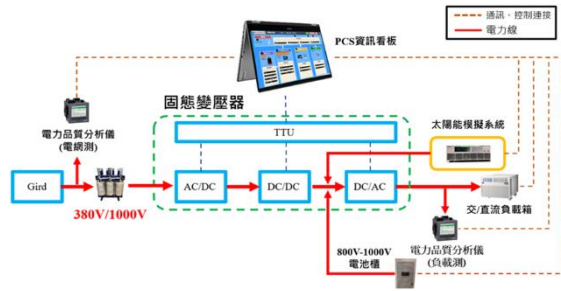 通訊、控制連接
電力線
PCS資訊看板
固態變壓器
電力品質分析儀
(電網測)
TTU
太陽能模擬系統
Gird
AC/DC
DC/DC
DC/AC
380V/1000V
交/直流負載箱
800V-1000V
電池櫃
電力品質分析儀
(負載測)